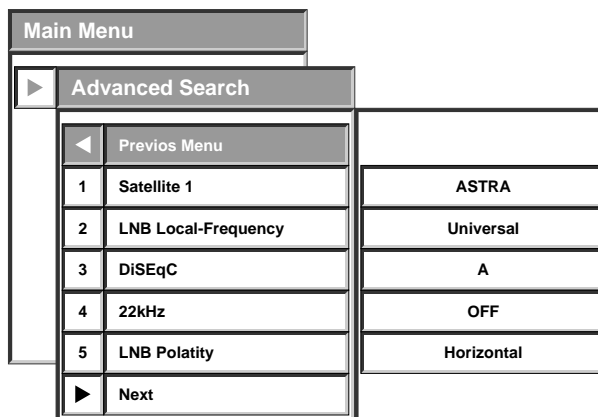 Main Menu
Advanced Search
Previos Menu
1 Satellite 1 ASTRA
2 LNB Local-Frequency Universal
3 DiSEqC A
4 22kHz OFF
5 LNB Polatity Horizontal
Next